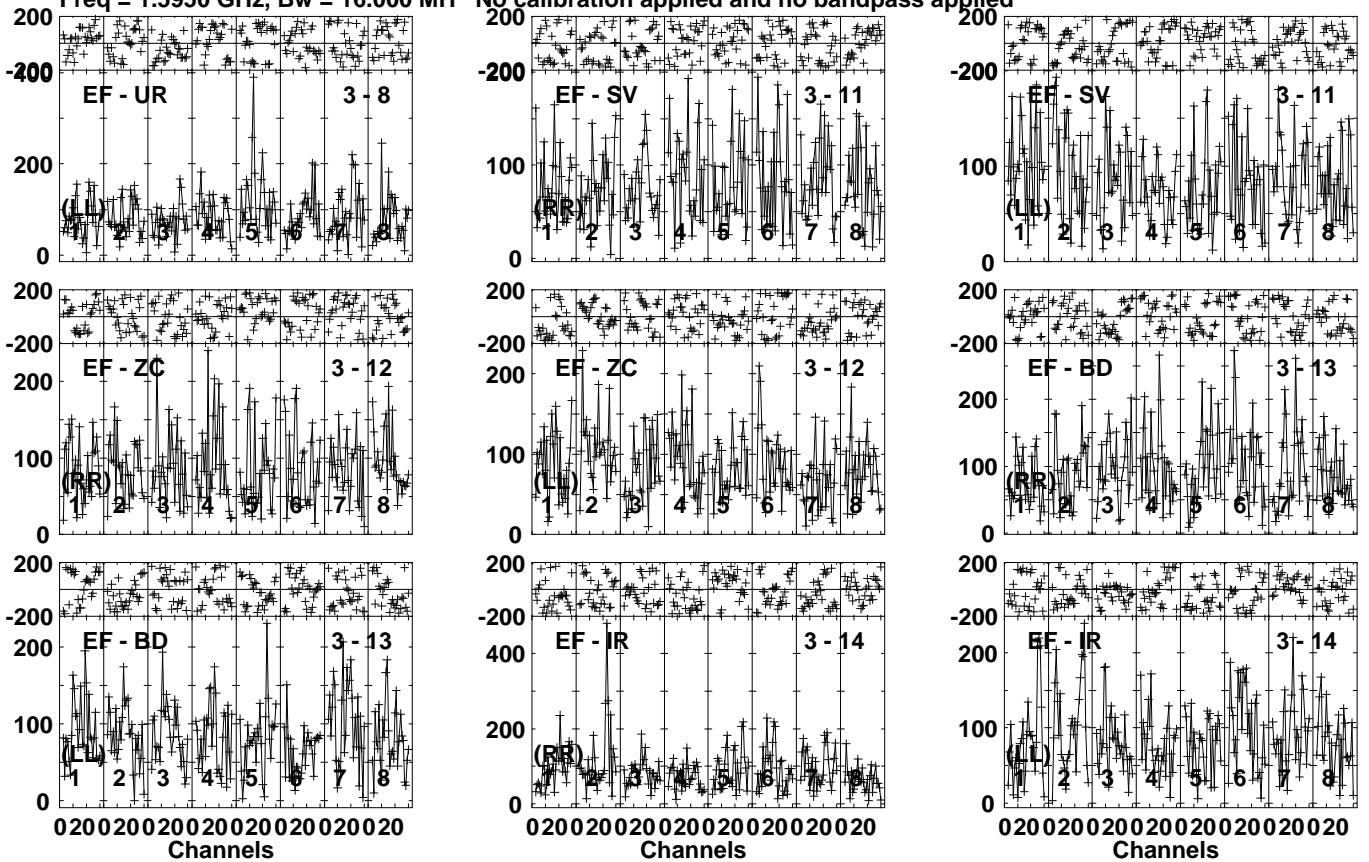 Freq = 1.5950 GHz, Bw = 16.000 MH No calibration applied and no bandpass applied
200 200 200
-200 -200 -200
400
EF - UR 3 - 8 EF - SV 3 - 11 EF - SV 3 - 11
200
100 100 100
(LL) (RR) (LL)
1 2 3 4 5 6 7 8 1 2 3 4 5 6 7 8 1 2 3 4 5 6 7 8
0 0 0
200 200 200
-200 -200 -200
EF - ZC 3 - 12 EF - ZC 3 - 12 EF - BD 3 - 13
200 200 200
100 100 100
(RR) (LL) (RR)
1 2 3 4 5 6 7 8 1 2 3 4 5 6 7 8 1 2 3 4 5 6 7 8
0 0 0
200 200 200
-200 -200 -200
EF - BD 3 - 13 EF - IR 3 - 14 EF - IR 3 - 14
200 400 200
100 200 100
(LL) (RR) (LL)
1 2 3 4 5 6 7 8 1 2 3 4 5 6 7 8 1 2 3 4 5 6 7 8
0 0 0
0 20 0 20 0 20 0 20 0 20 0 20 0 20 0 20 0 20 0 20 0 20 0 20 0 20 0 20 0 20 0 20 0 20 0 20 0 20 0 20 0 20 0 20 0 20 0 20
Channels Channels Channels